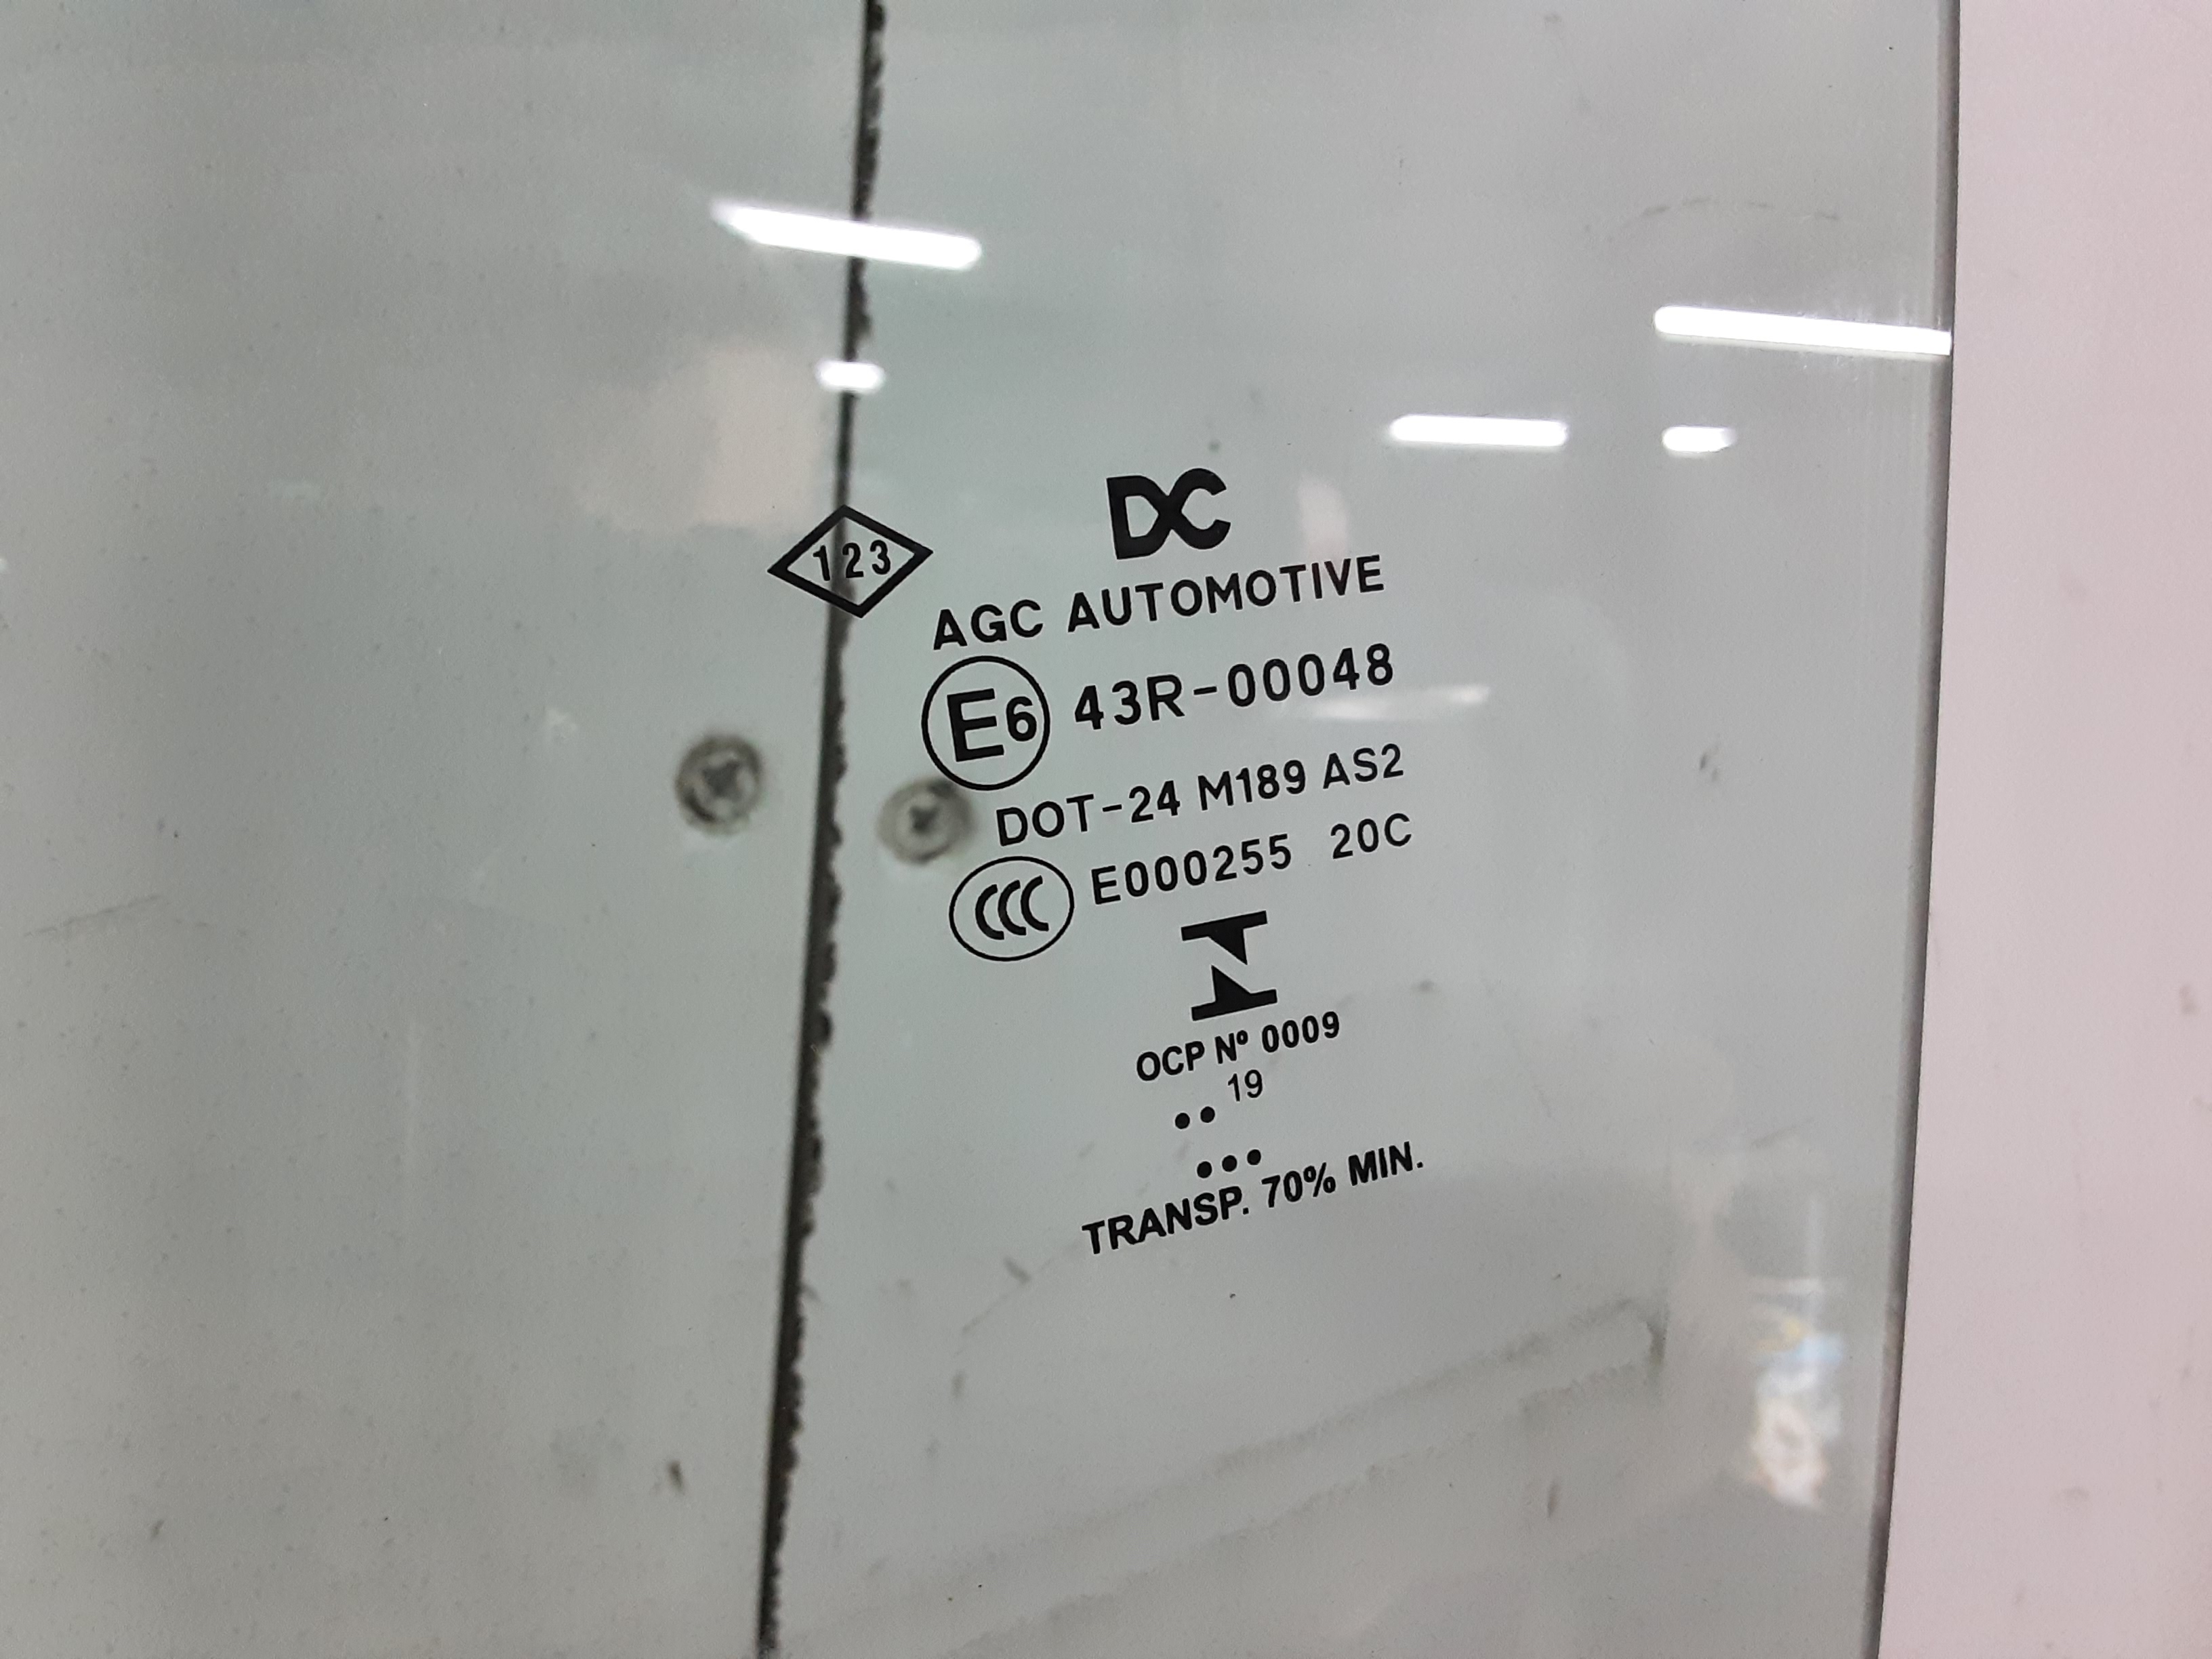 DC
123
AGC AUTOMOTIVE
E6 43R-00048
DOT-24 M189 AS2
CCC E000255 20C
OCP Nº 0009
19
TRANSP. 70% MIN.